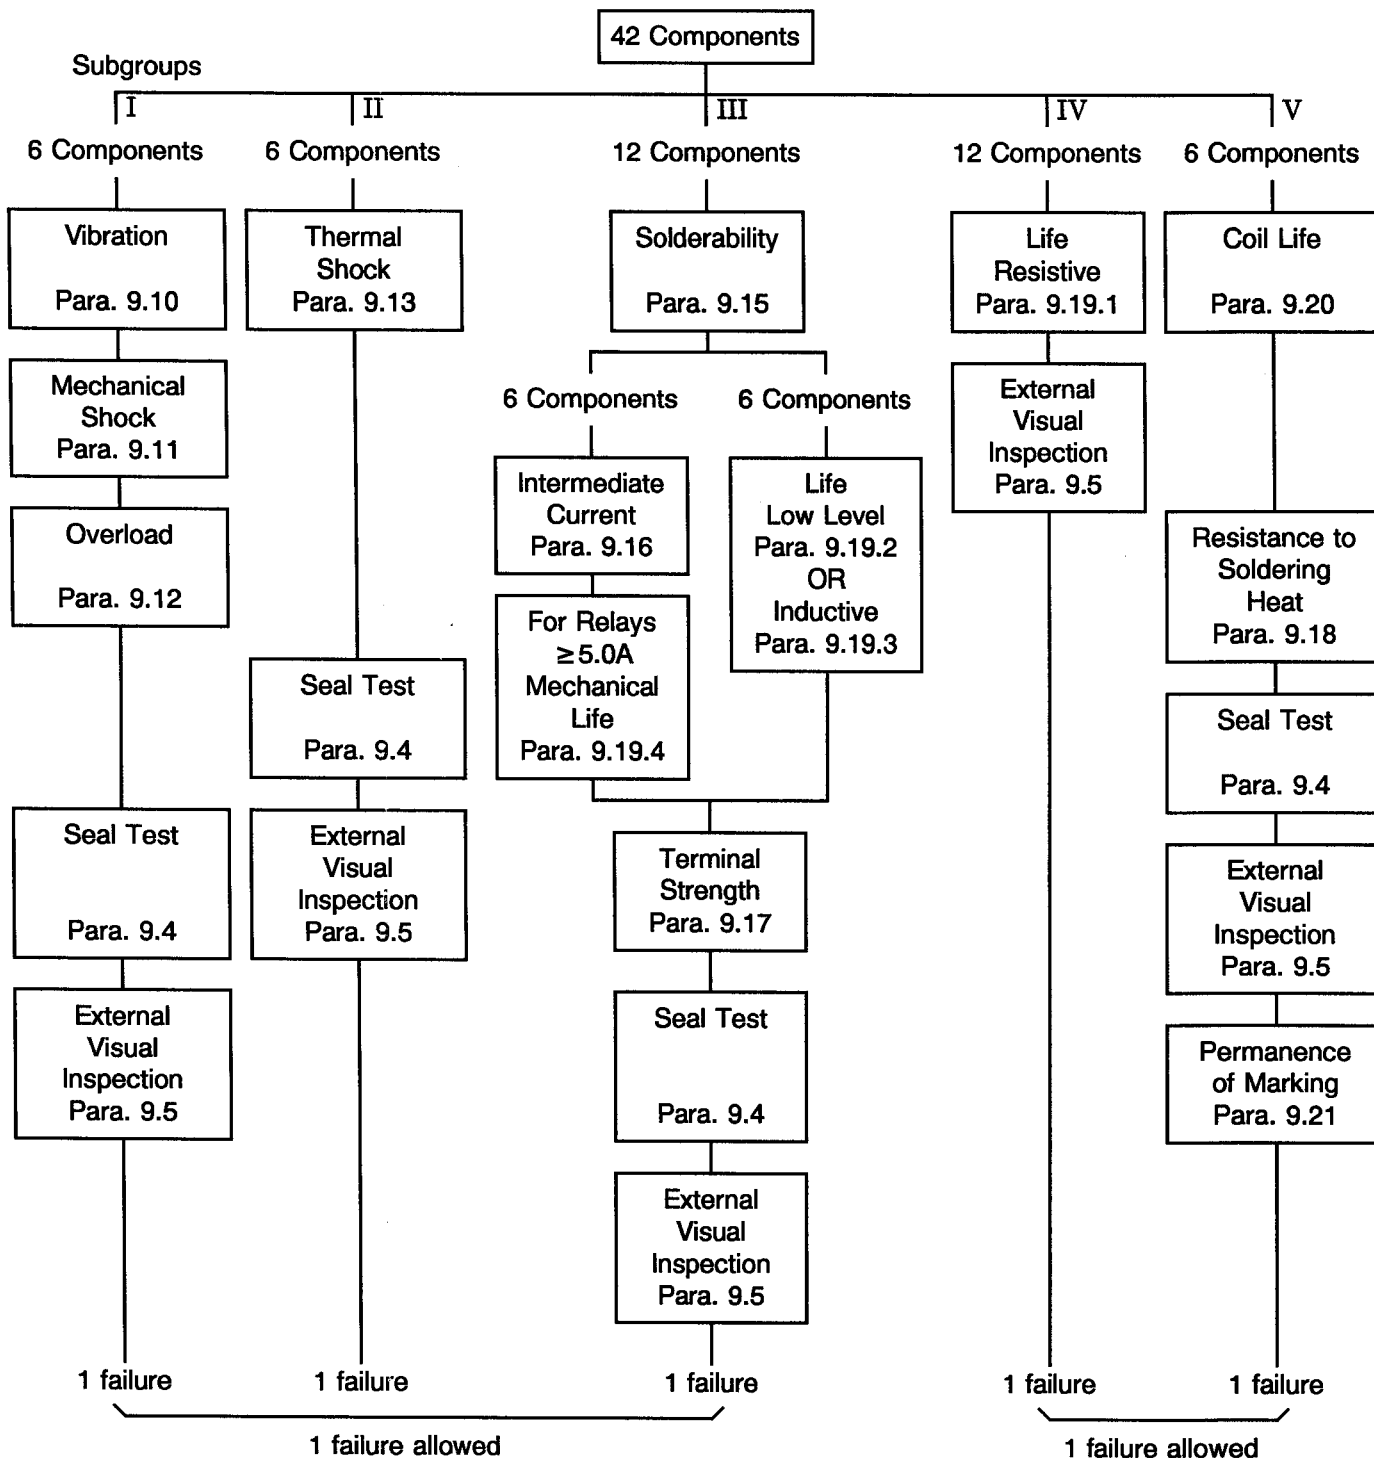 42 Components
Subgroups
I
II
III
IV
V
6 Components
6 Components
12 Components
12 Components
6 Components
Vibration
Para. 9.10
Mechanical
Shock
Para. 9.11
Overload
Para. 9.12
Seal Test
Para. 9.4
External
Visual
Inspection
Para. 9.5
1 failure
Thermal
Shock
Para. 9.13
Seal Test
Para. 9.4
External
Visual
Inspection
Para. 9.5
1 failure
Solderability
Para. 9.15
6 Components
6 Components
Intermediate
Current
Para. 9.16
For Relays
≥5.0A
Mechanical
Life
Para. 9.19.4
Life
Low Level
Para. 9.19.2
OR
Inductive
Para. 9.19.3
Terminal
Strength
Para. 9.17
Seal Test
Para. 9.4
External
Visual
Inspection
Para. 9.5
1 failure
Life
Resistive
Para. 9.19.1
External
Visual
Inspection
Para. 9.5
1 failure
Coil Life
Para. 9.20
Resistance to
Soldering
Heat
Para. 9.18
Seal Test
Para. 9.4
External
Visual
Inspection
Para. 9.5
Permanence
of Marking
Para. 9.21
1 failure
1 failure allowed
1 failure allowed